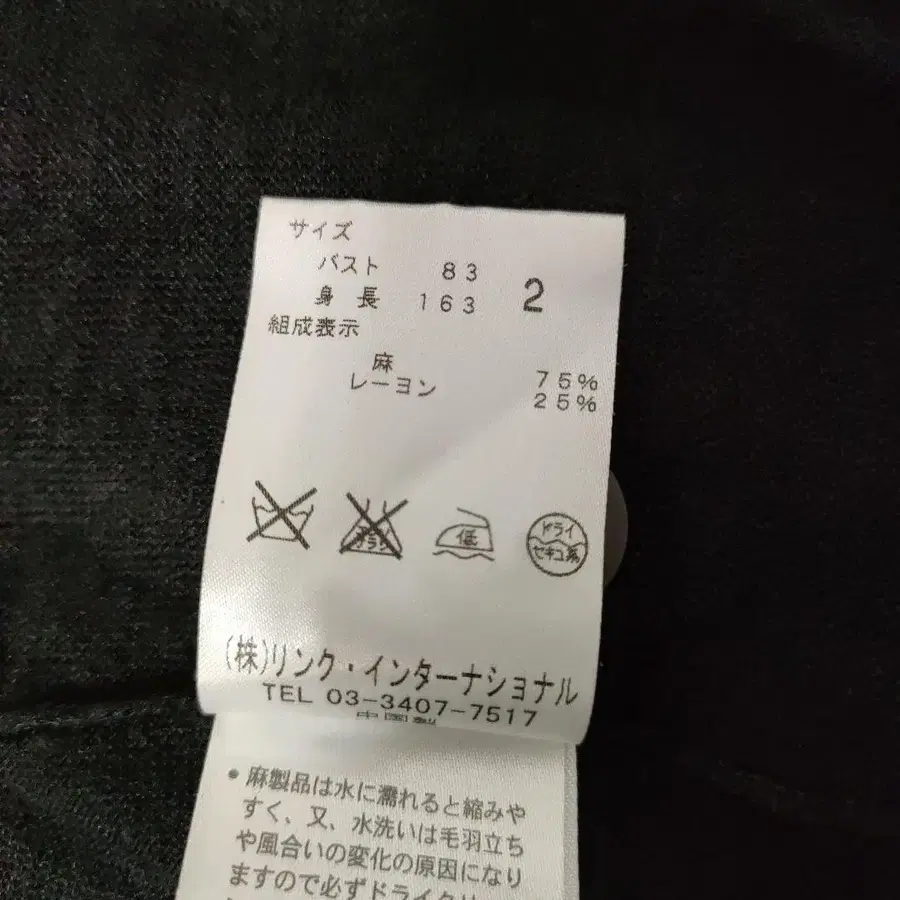 サイズ
バスト 83
身長 163 2
組成表示
麻 75%
レーヨン 25%
低
ドライ
セキユ系
(株)リンク・インターナショナル
TEL 03-3407-7517
中国製
•麻製品は水に濡れると縮みや
すく、又、水洗いは毛羽立ち
や風合いの変化の原因になり
ますので必ずドライクリ